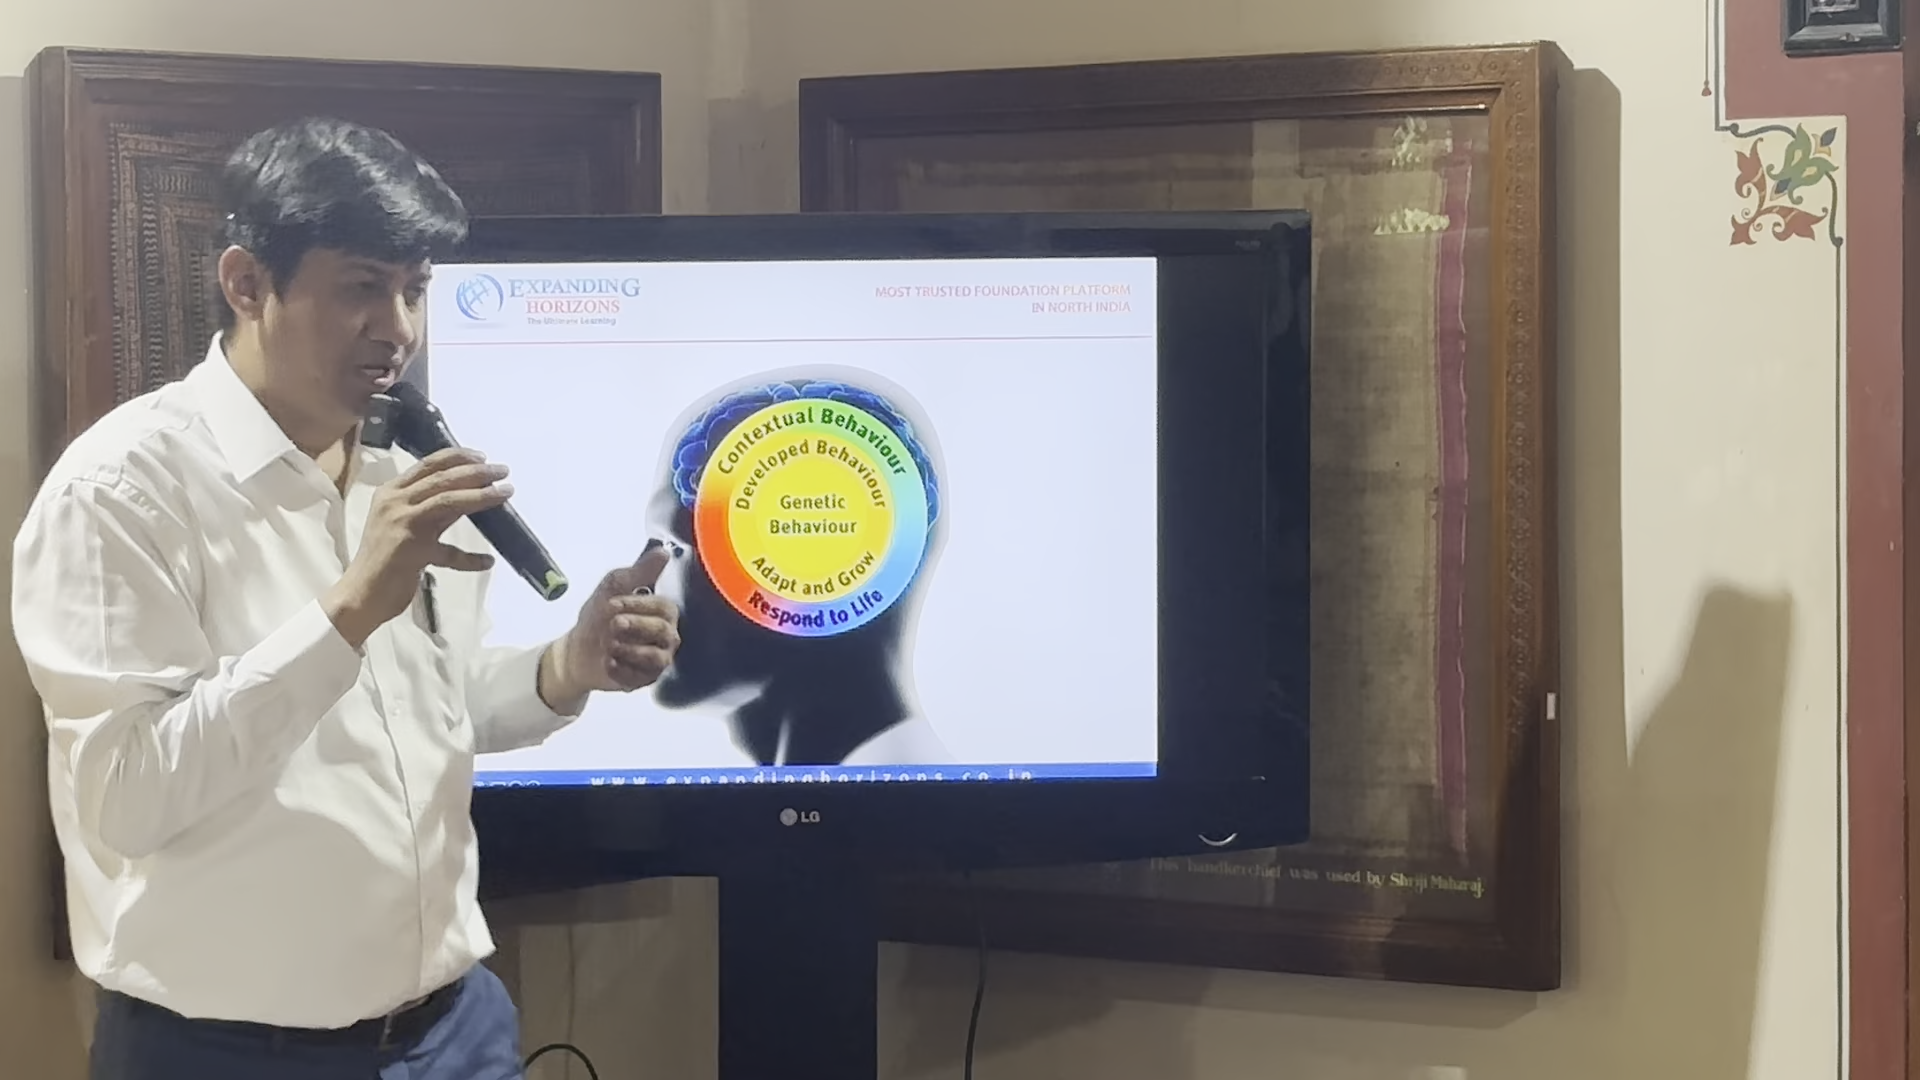 EXPANDING
HORIZONS
The Ultimate Learning
MOST TRUSTED FOUNDATION PLATFORM
IN NORTH INDIA
Contextual Behaviour
Developed Behaviour
Genetic
Behaviour
Adapt and Grow
Respond to Life
www.expandinghorizons.co.in
LG
This handkerchief was used by Shriji Maharaj.